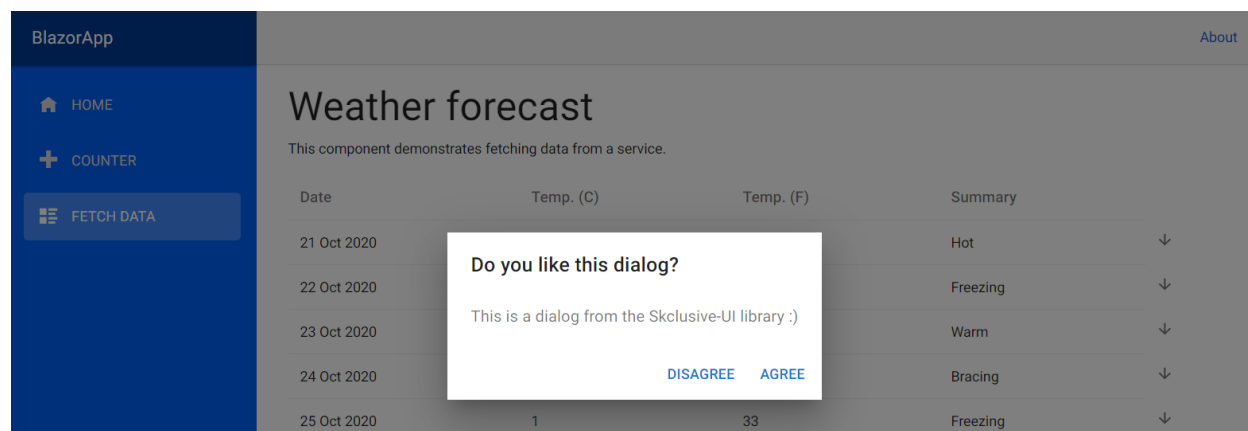 BlazorApp
About
HOME
COUNTER
FETCH DATA
Weather forecast
This component demonstrates fetching data from a service.
Date Temp. (C) Temp. (F) Summary
21 Oct 2020 Hot
22 Oct 2020 Freezing
23 Oct 2020 Warm
24 Oct 2020 Bracing
25 Oct 2020 1 33 Freezing
Do you like this dialog?
This is a dialog from the Skclusive-UI library :)
DISAGREE AGREE